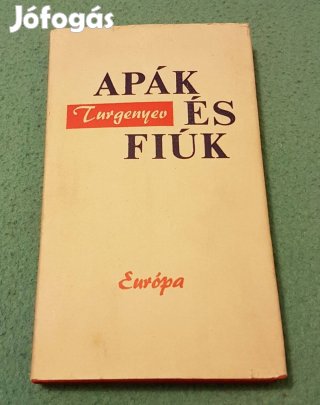 Jófogás
APÁK
Turgenyev ÉS
FIÚK
Európa